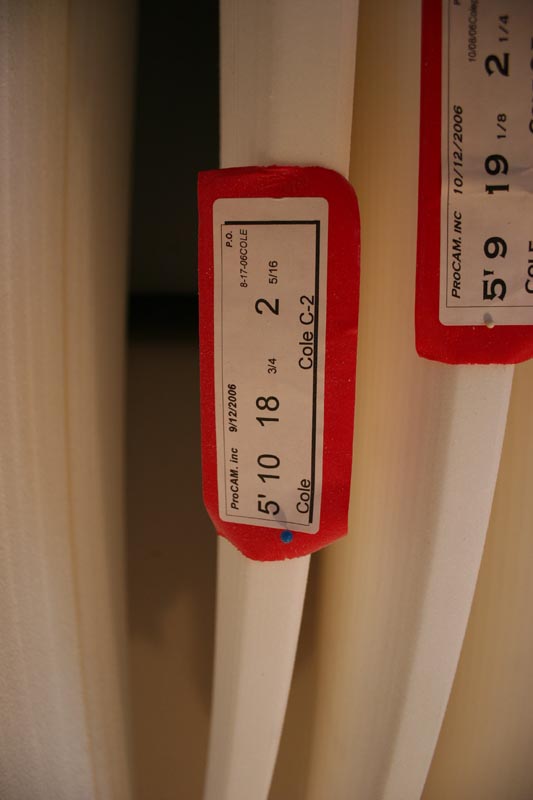 P.O.
8-17-06COLE
ProCAM. inc 9/12/2006
5' 10 18 3/4 2 5/16
Cole Cole C-2
ProCAM. INC 10/12/2006
5' 9 19 1/8 2 1/4